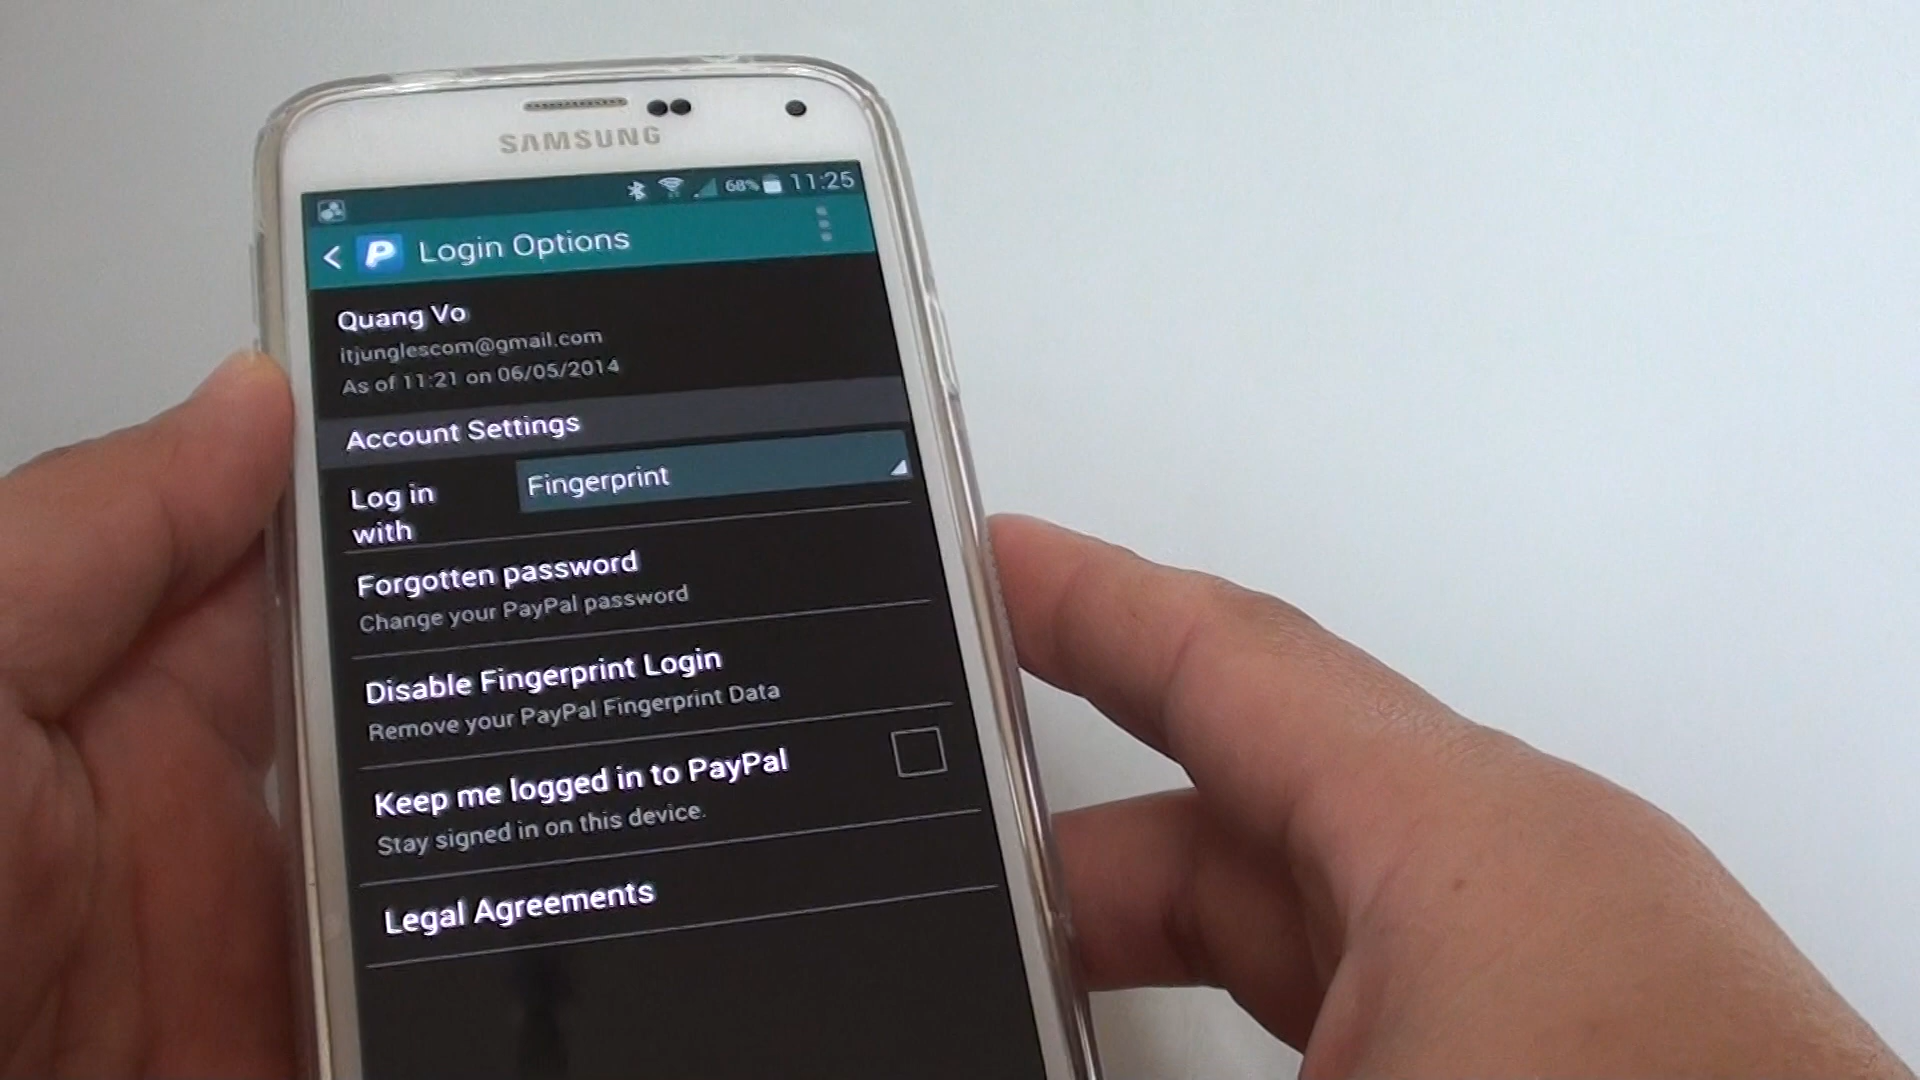 SAMSUNG
68% 11:25
P Login Options
Quang Vo
itjunglescom@gmail.com
As of 11:21 on 06/05/2014
Account Settings
Log in
with
Fingerprint
Forgotten password
Change your PayPal password
Disable Fingerprint Login
Remove your PayPal Fingerprint Data
Keep me logged in to PayPal
Stay signed in on this device.
Legal Agreements